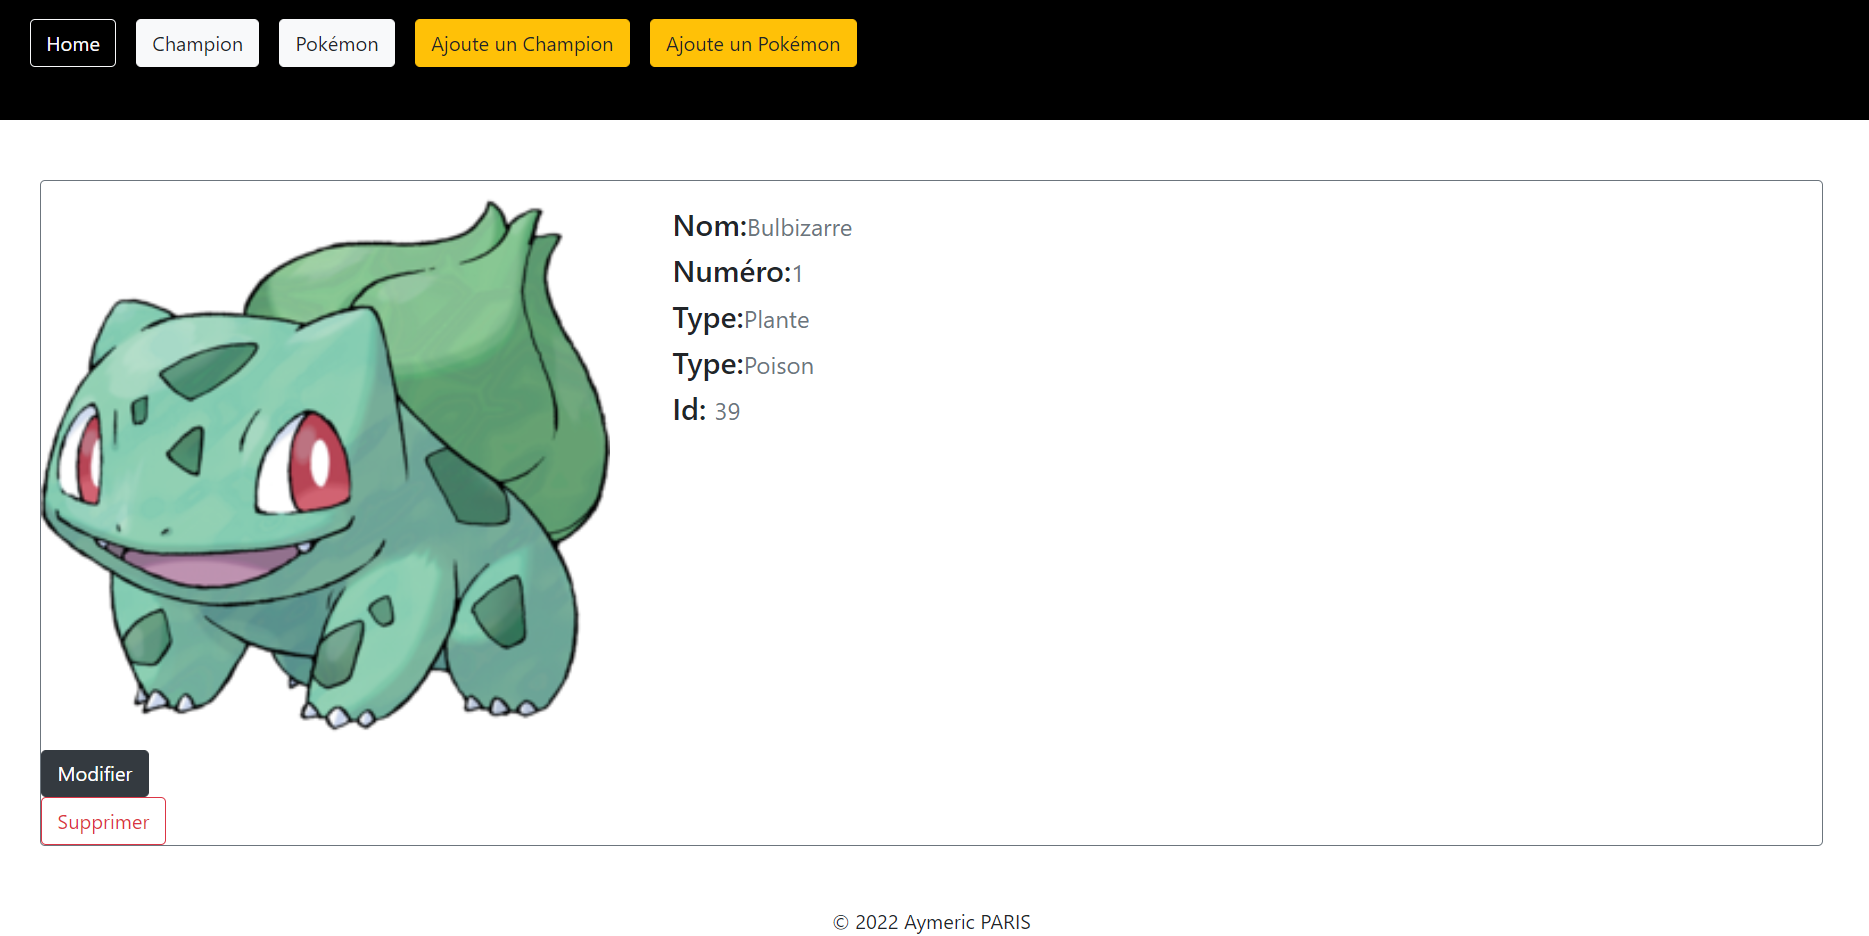 Home Champion Pokémon Ajoute un Champion Ajoute un Pokémon
Nom:Bulbizarre
Numéro:1
Type:Plante
Type:Poison
Id: 39
Modifier
Supprimer
© 2022 Aymeric PARIS